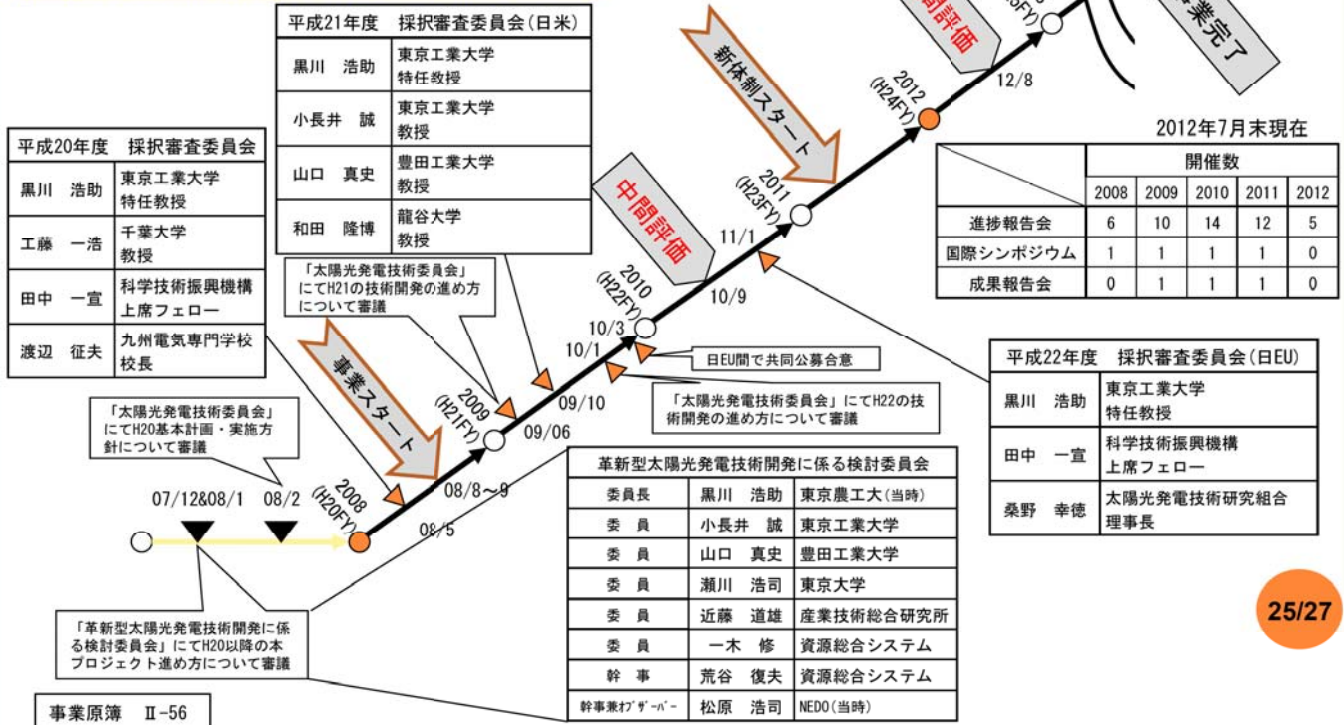 平成21年度　採択審査委員会(日米)
黒川　浩助　東京工業大学
特任教授
小長井　誠　東京工業大学
教授
山口　真史　豊田工業大学
教授
和田　隆博　龍谷大学
教授
平成20年度　採択審査委員会
黒川　浩助　東京工業大学
特任教授
工藤　一浩　千葉大学
教授
田中　一宣　科学技術振興機構
上席フェロー
渡辺　征夫　九州電気専門学校
校長
「太陽光発電技術委員会」
にてH21の技術開発の進め方
について審議
「太陽光発電技術委員会」
にてH20基本計画・実施方
針について審議
07/12&08/1
08/2
2008
(H20FY)
08/5
08/8～9
事業スタート
2009
(H21FY)
09/06
09/10
10/1
10/3
2010
(H22FY)
中間評価
10/9
11/1
2011
(H23FY)
新体制スタート
2012
(H24FY)
12/8
間評価
5FY)
業完了
2012年7月末現在
開催数
2008　2009　2010　2011　2012
進捗報告会　6　10　14　12　5
国際シンポジウム　1　1　1　1　0
成果報告会　0　1　1　1　0
日EU間で共同公募合意
「太陽光発電技術委員会」にてH22の技
術開発の進め方について審議
平成22年度　採択審査委員会(日EU)
黒川　浩助　東京工業大学
特任教授
田中　一宣　科学技術振興機構
上席フェロー
桑野　幸徳　太陽光発電技術研究組合
理事長
革新型太陽光発電技術開発に係る検討委員会
委員長　黒川　浩助　東京農工大(当時)
委　員　小長井　誠　東京工業大学
委　員　山口　真史　豊田工業大学
委　員　瀬川　浩司　東京大学
委　員　近藤　道雄　産業技術総合研究所
委　員　一木　修　資源総合システム
幹　事　荒谷　復夫　資源総合システム
幹事兼ｵﾌﾞｻﾞｰﾊﾞｰ　松原　浩司　NEDO(当時)
「革新型太陽光発電技術開発に係
る検討委員会」にてH20以降の本
プロジェクト進め方について審議
事業原簿　Ⅱ-56
25/27